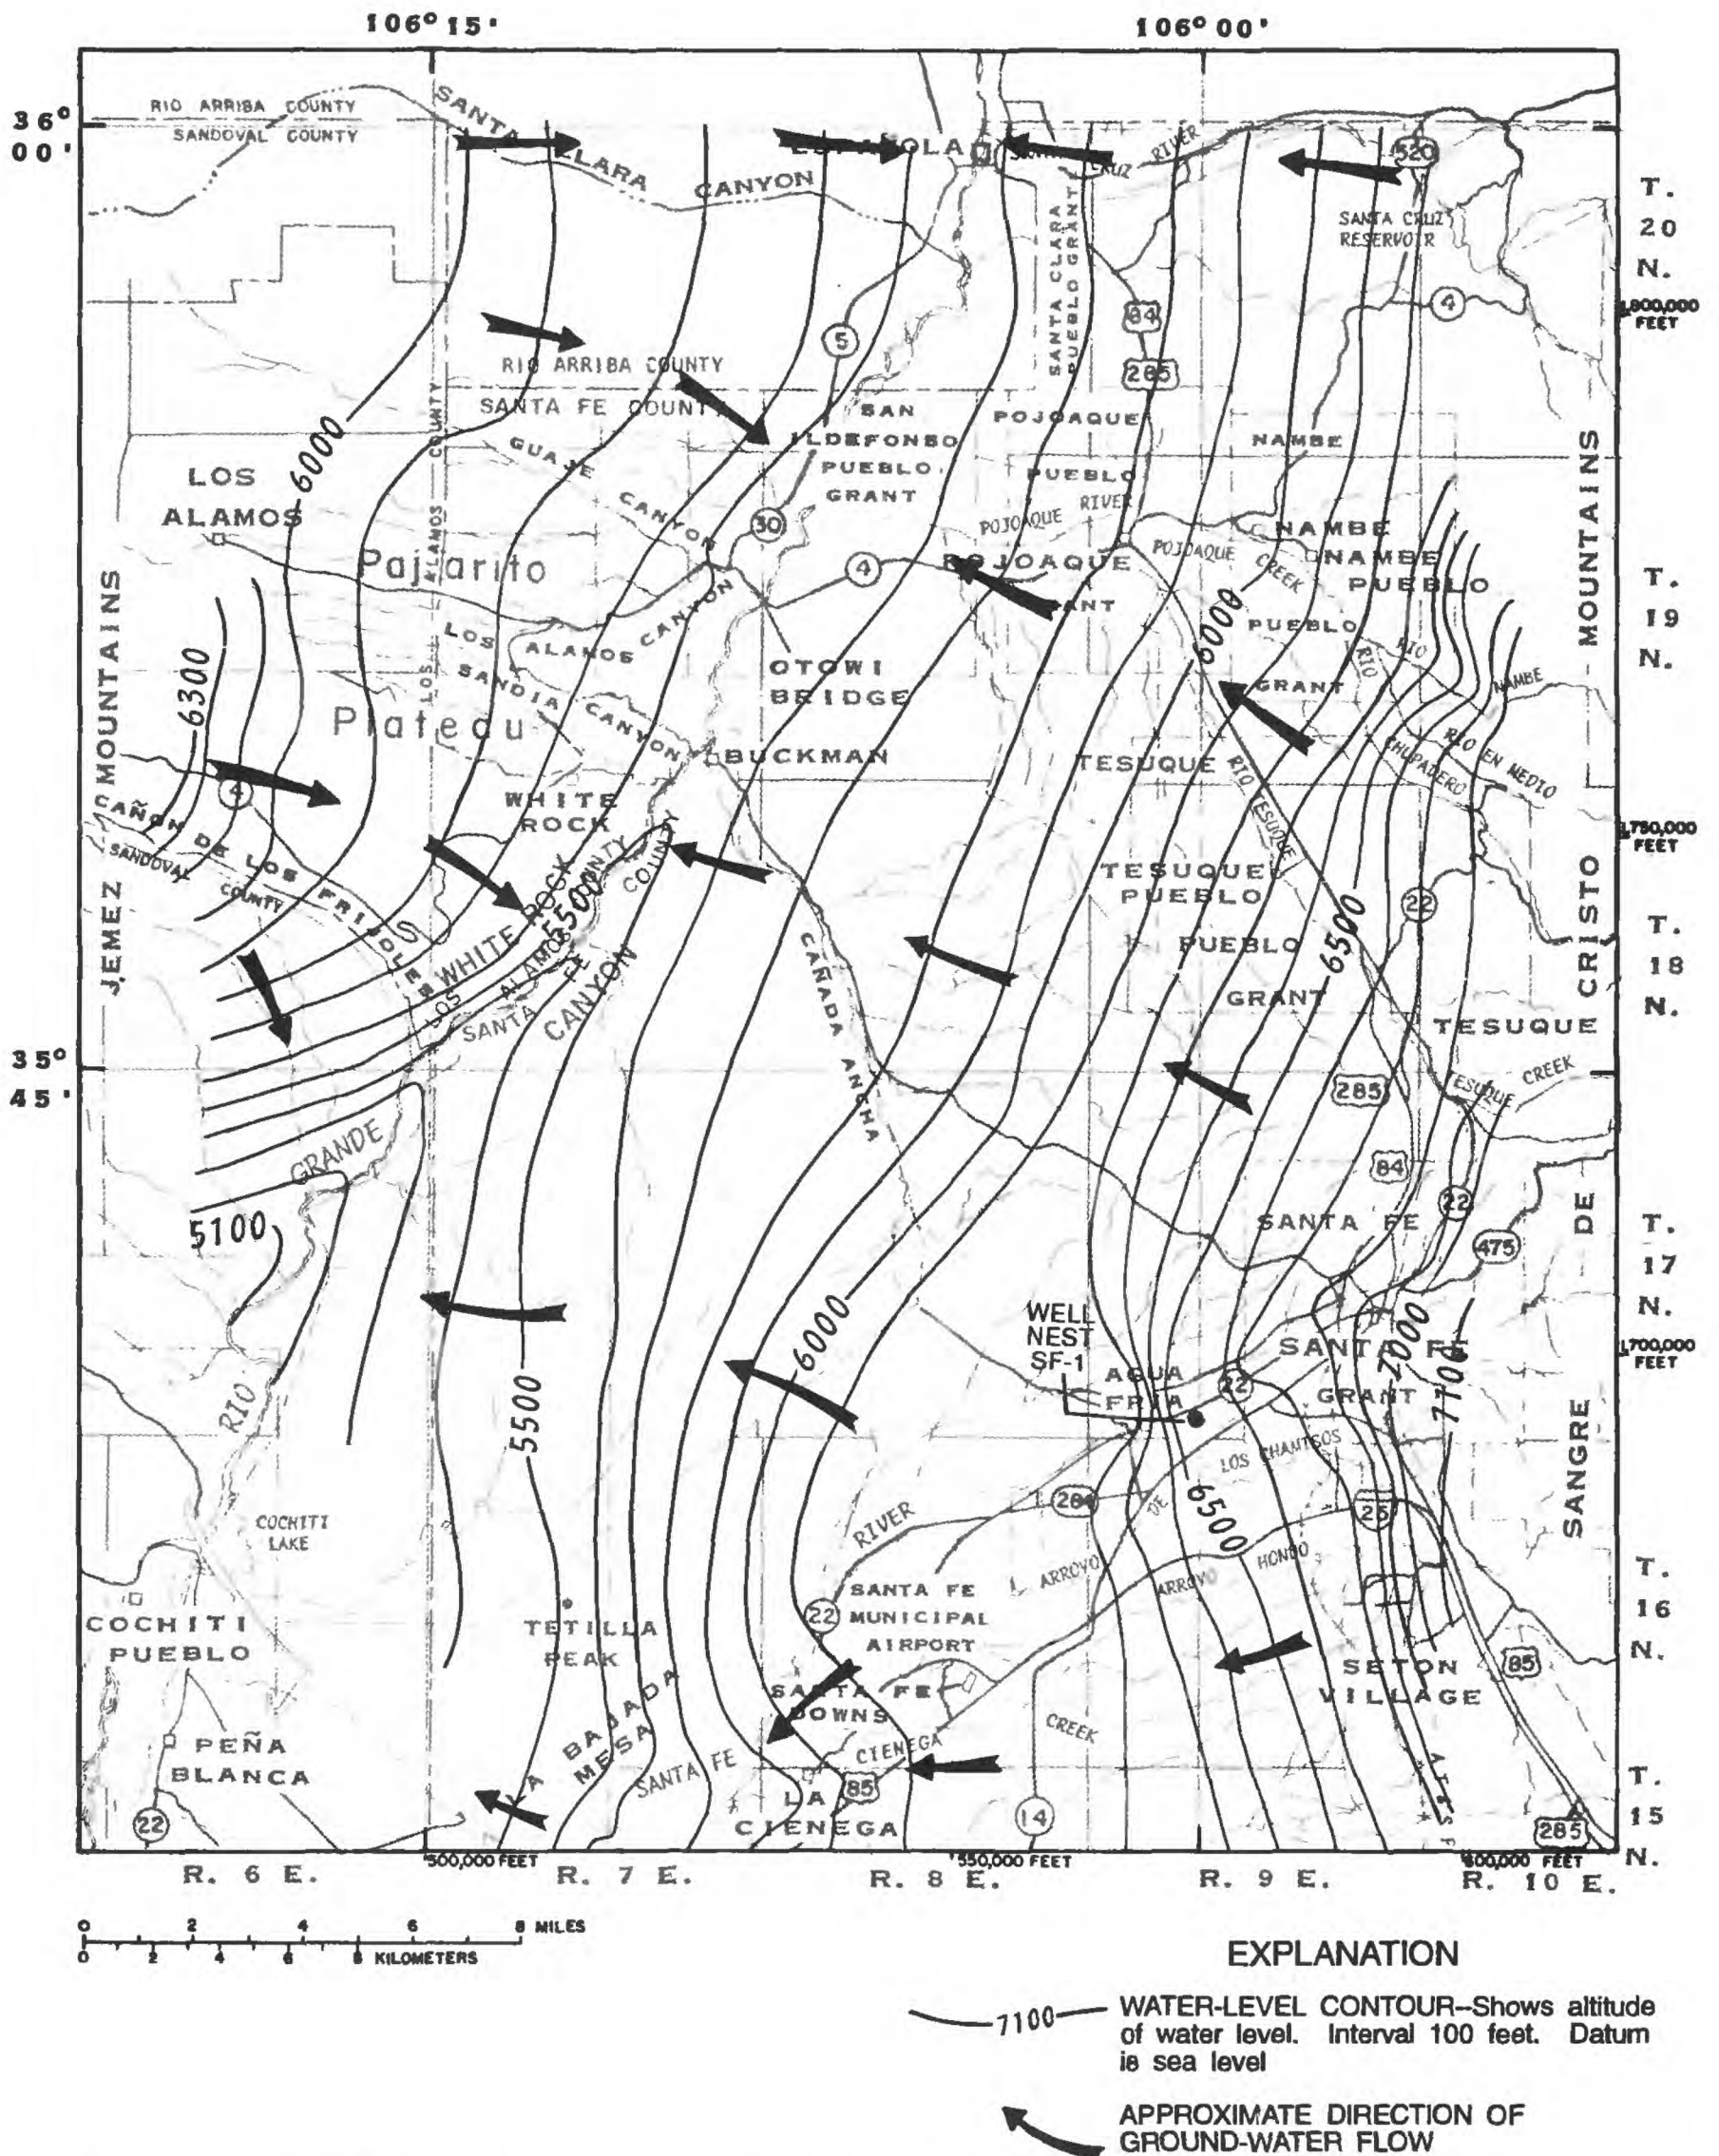 106° 15'
106° 00'
36°
00'
RIO ARRIBA COUNTY
SANDOVAL COUNTY
SANTA CLARA CANYON
ESPANOLA
CRUZ RIVER
520
SANTA CRUZ
RESERVOIR
T.
20
N.
SANTA CLARA
PUEBLO GRANT
84
285
4
1,800,000
FEET
5
RIO ARRIBA COUNTY
SANTA FE COUNTY
6000
GUAJE CANYON
SAN
ILDEFONSO
PUEBLO
GRANT
POJOAQUE
PUEBLO
NAMBE
LOS
ALAMOS
LOS ALAMOS COUNTY
30
POJOAQUE RIVER
NAMBE
NAMBE
PUEBLO
POJOAQUE CREEK
Pajarito
4
POJOAQUE
T.
19
N.
JEMEZ MOUNTAINS
6300
LOS ALAMOS CANYON
SANDIA CANYON
OTOWI
BRIDGE
6000
PUEBLO
GRANT
RIO
RIO
NAMBE
Plateau
BUCKMAN
TESUQUE
RIO TESUQUE
RIO EN MEDIO
CHUPADERO
4
WHITE
ROCK
CAÑON DE LOS FRIJOLES
SANDOVAL
COUNTY
1,750,000
FEET
5500
COUNTY
COUNTY
TESUQUE
PUEBLO
22
6500
WHITE ROCK
CANYON
LOS ALAMOS
SANTA FE
CAÑADA ANCHA
PUEBLO
GRANT
TESUQUE
T.
18
N.
35°
45'
285
TESUQUE CREEK
GRANDE
84
22
5100
SANTA FE
475
T.
17
N.
WELL
NEST
SF-1
6000
SANTA FE
GRANT
7000
7100
1,700,000
FEET
AGUA
FRIA
22
5500
RIO
LOS CHAMISOS
SANGRE DE CRISTO MOUNTAINS
COCHITI
LAKE
RIVER
284
DE
6500
25
ARROYO
ARROYO HONDO
COCHITI
PUEBLO
TETILLA
PEAK
22
SANTA FE
MUNICIPAL
AIRPORT
T.
16
N.
SETON
VILLAGE
85
SANTA FE
DOWNS
PEÑA
BLANCA
LA BAJADA
MESA
SANTA FE
CIENEGA
CREEK
85
LA
CIENEGA
14
22
AT & SF
285
T.
15
N.
500,000 FEET
550,000 FEET
600,000 FEET
R. 6 E.
R. 7 E.
R. 8 E.
R. 9 E.
R. 10 E.
0 2 4 6 8 MILES
0 2 4 6 8 KILOMETERS
EXPLANATION
7100
WATER-LEVEL CONTOUR--Shows altitude
of water level. Interval 100 feet. Datum
is sea level
APPROXIMATE DIRECTION OF
GROUND-WATER FLOW